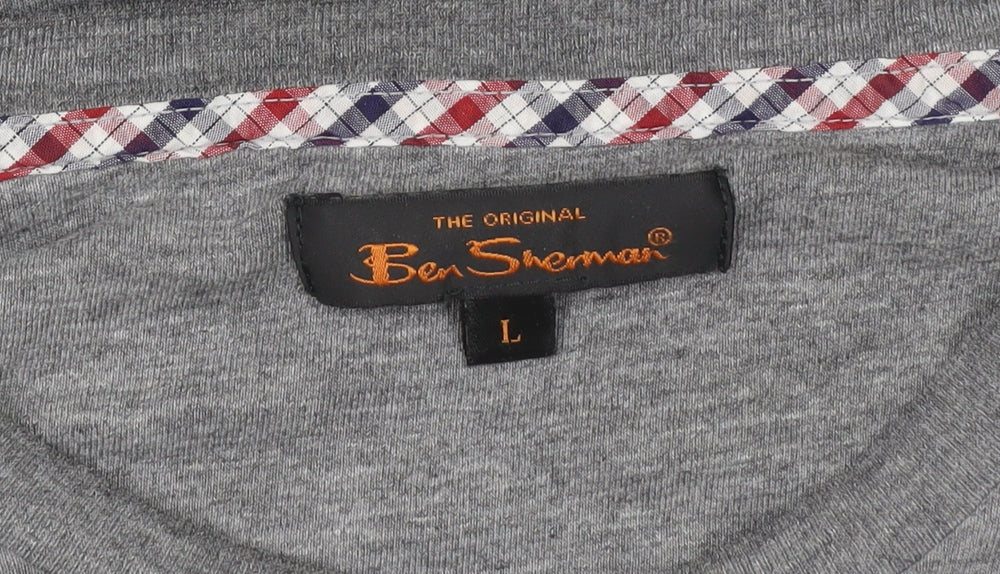 THE ORIGINAL
Ben Sherman®
L